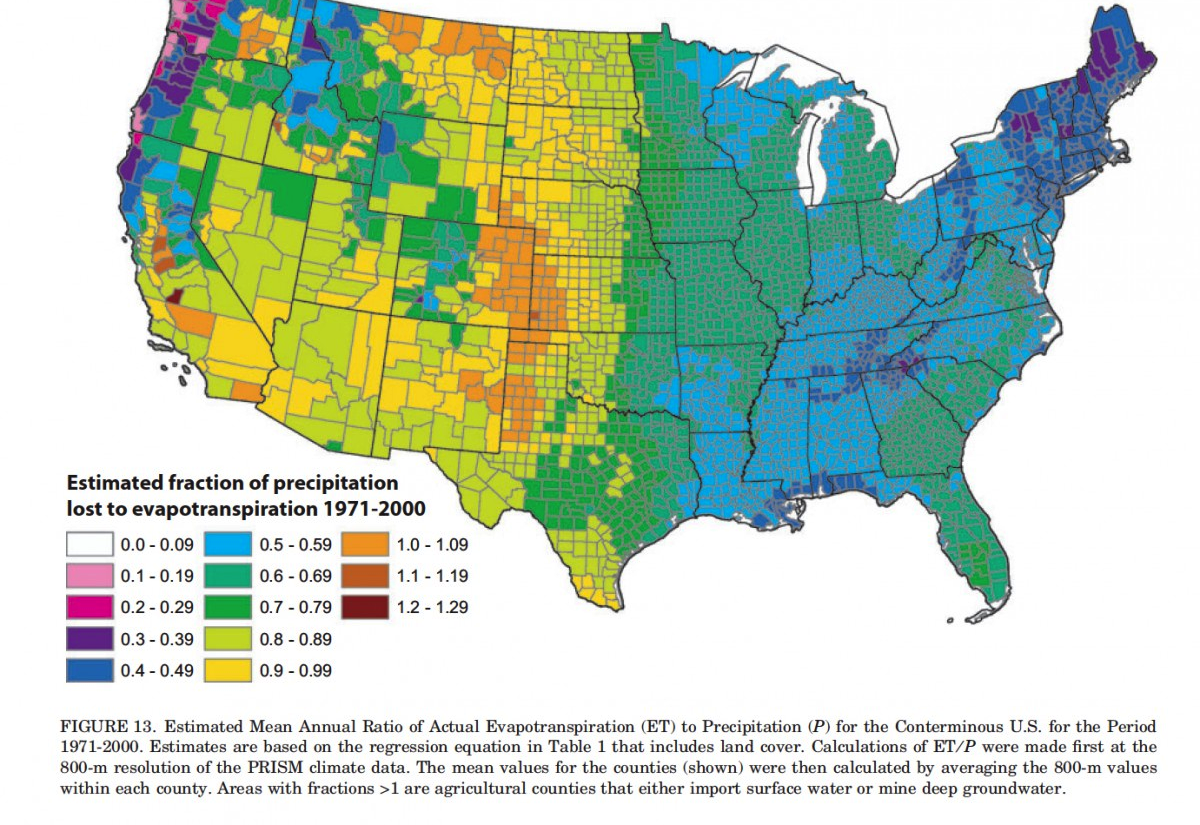 Estimated fraction of precipitation
lost to evapotranspiration 1971-2000
0.0 - 0.09 0.5 - 0.59 1.0 - 1.09
0.1 - 0.19 0.6 - 0.69 1.1 - 1.19
0.2 - 0.29 0.7 - 0.79 1.2 - 1.29
0.3 - 0.39 0.8 - 0.89
0.4 - 0.49 0.9 - 0.99
FIGURE 13. Estimated Mean Annual Ratio of Actual Evapotranspiration (ET) to Precipitation (P) for the Conterminous U.S. for the Period
1971-2000. Estimates are based on the regression equation in Table 1 that includes land cover. Calculations of ET/P were made first at the
800-m resolution of the PRISM climate data. The mean values for the counties (shown) were then calculated by averaging the 800-m values
within each county. Areas with fractions >1 are agricultural counties that either import surface water or mine deep groundwater.